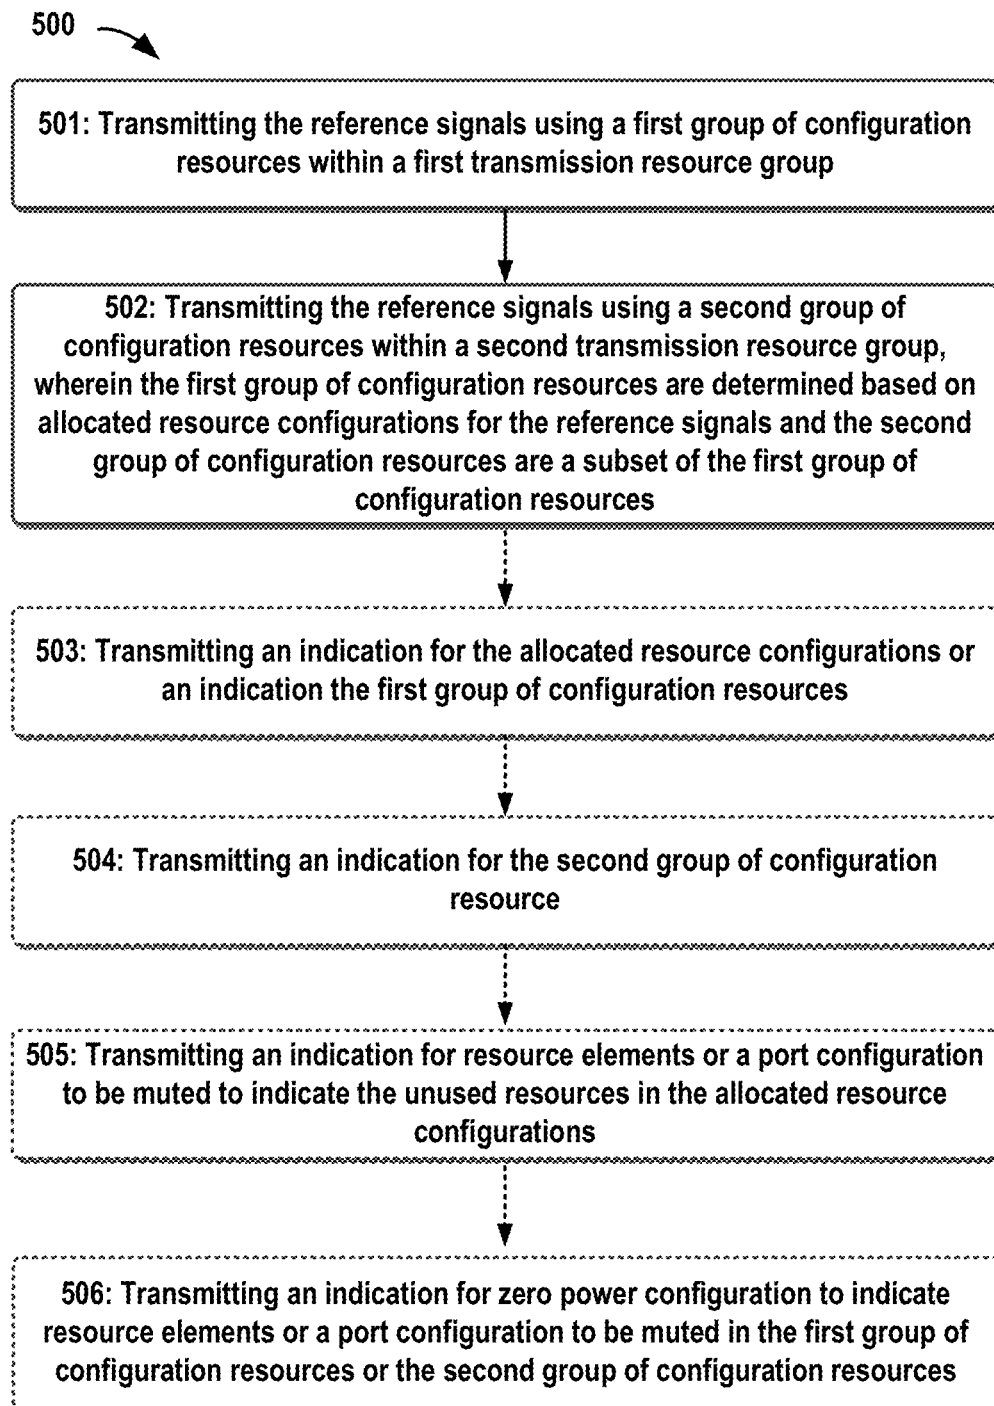 500
501: Transmitting the reference signals using a first group of configuration
resources within a first transmission resource group
502: Transmitting the reference signals using a second group of
configuration resources within a second transmission resource group,
wherein the first group of configuration resources are determined based on
allocated resource configurations for the reference signals and the second
group of configuration resources are a subset of the first group of
configuration resources
503: Transmitting an indication for the allocated resource configurations or
an indication the first group of configuration resources
504: Transmitting an indication for the second group of configuration
resource
505: Transmitting an indication for resource elements or a port configuration
to be muted to indicate the unused resources in the allocated resource
configurations
506: Transmitting an indication for zero power configuration to indicate
resource elements or a port configuration to be muted in the first group of
configuration resources or the second group of configuration resources